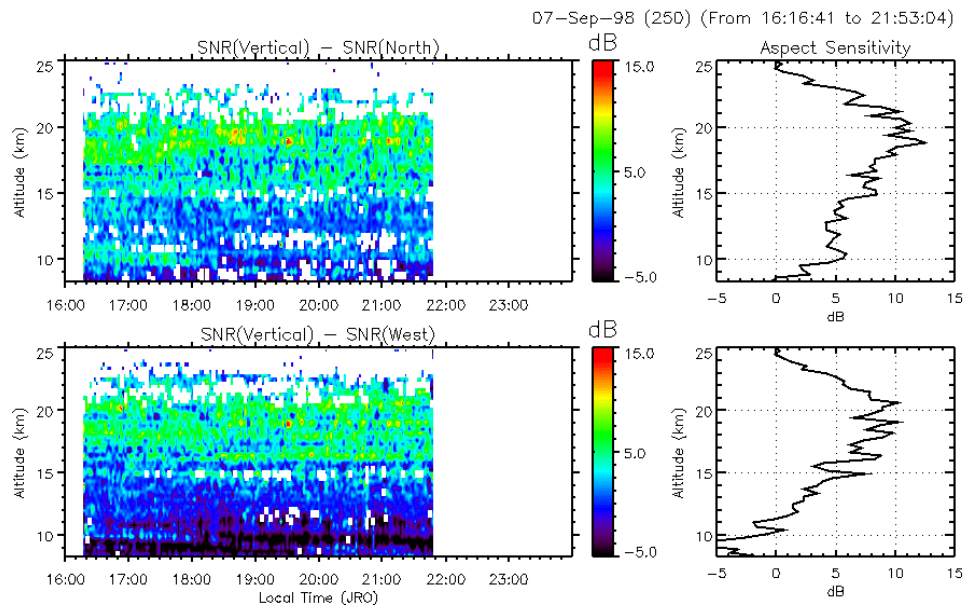 07-Sep-98 (250) (From 16:16:41 to 21:53:04)
SNR(Vertical) - SNR(North)
dB
Aspect Sensitivity
25
20
15
10
Altitude (km)
16:00 17:00 18:00 19:00 20:00 21:00 22:00 23:00
15.0
5.0
-5.0
25
20
15
10
Altitude (km)
-5 0 5 10 15
dB
SNR(Vertical) - SNR(West)
dB
25
20
15
10
Altitude (km)
16:00 17:00 18:00 19:00 20:00 21:00 22:00 23:00
Local Time (JRO)
15.0
5.0
-5.0
25
20
15
10
Altitude (km)
-5 0 5 10 15
dB